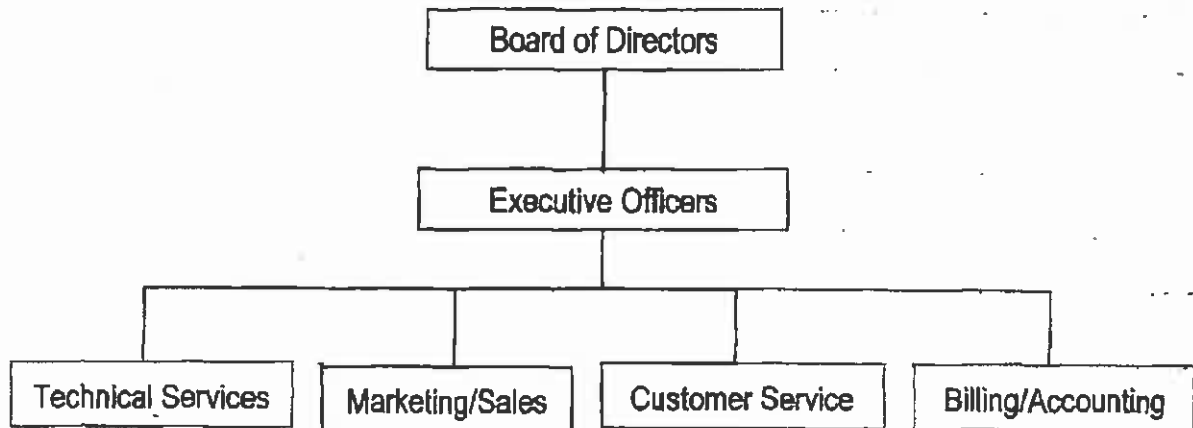 Board of Directors
Executive Officers
Technical Services
Marketing/Sales
Customer Service
Billing/Accounting